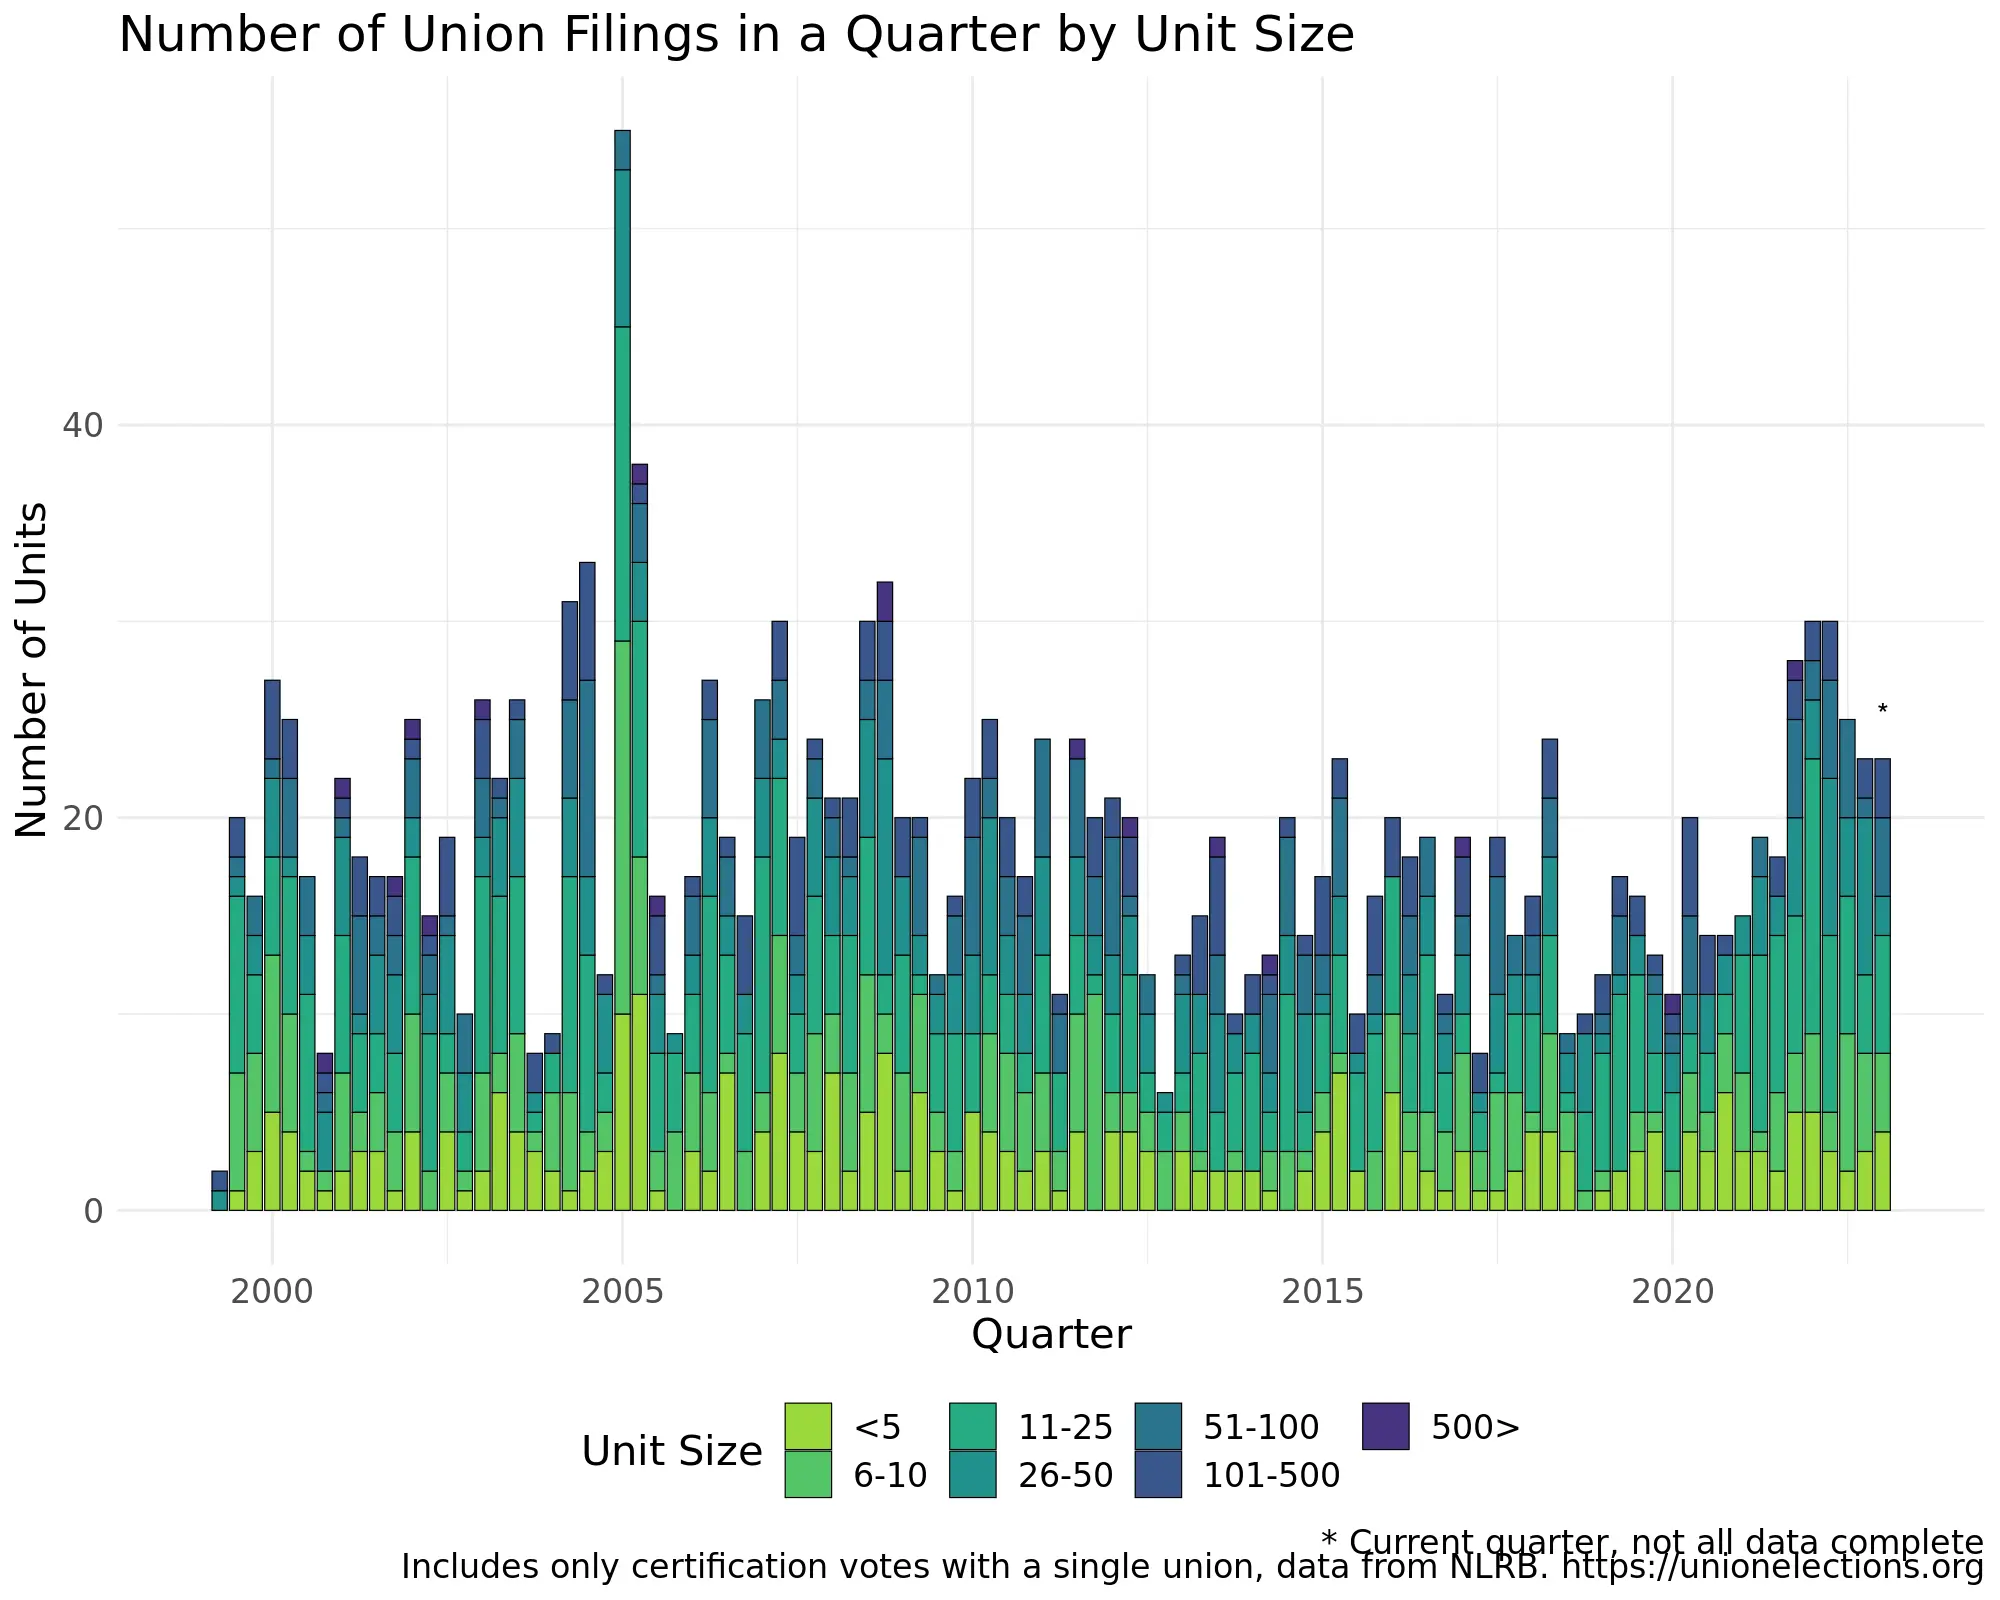 Number of Union Filings in a Quarter by Unit Size
Number of Units
40
20
0
*
2000 2005 2010 2015 2020
Quarter
Unit Size
<5 11-25 51-100 500>
6-10 26-50 101-500
* Current quarter, not all data complete
Includes only certification votes with a single union, data from NLRB. https://unionelections.org